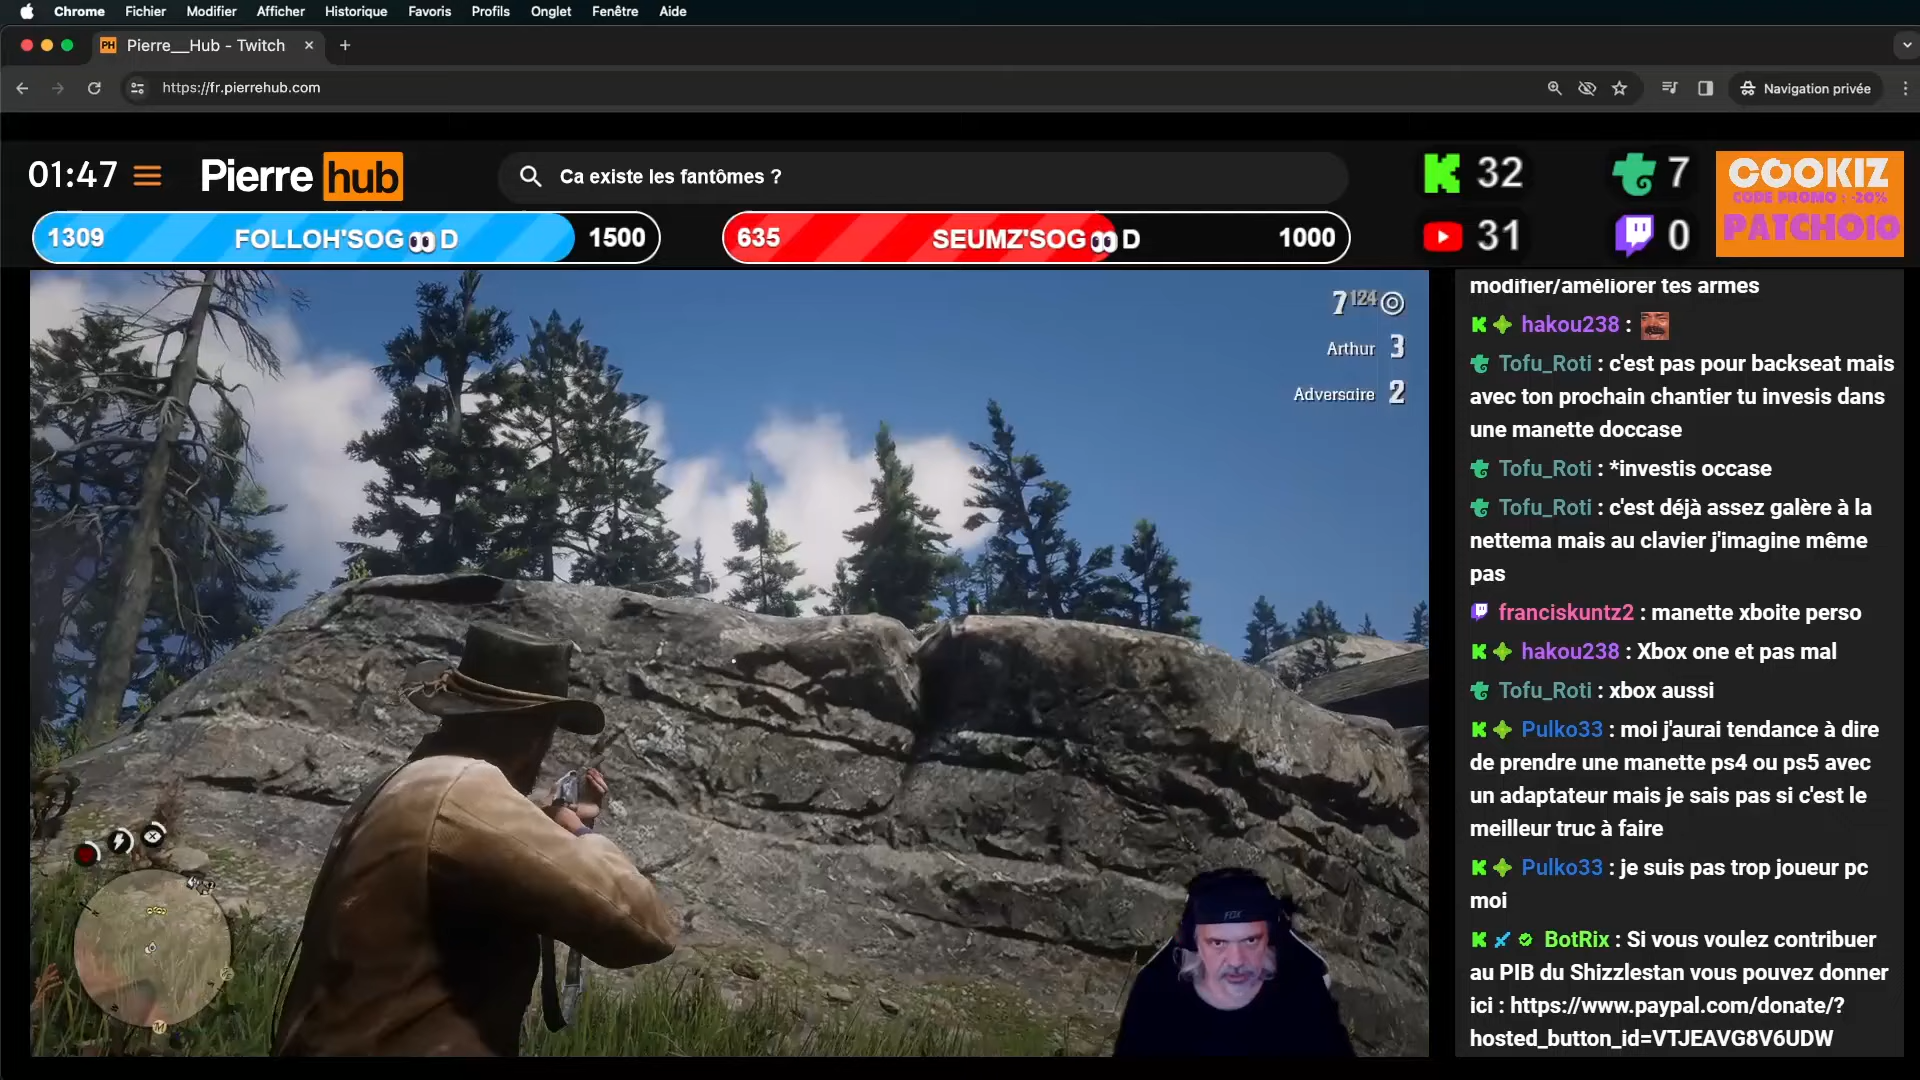 Chrome Fichier Modifier Afficher Historique Favoris Profils Onglet Fenêtre Aide
PH Pierre__Hub - Twitch
https://fr.pierrehub.com
Navigation privée
01:47
Pierre hub
Ca existe les fantômes ?
32
7
COOKIZ
CODE PROMO : -20%
PATCHO10
1309 FOLLOH'SOG👀D 1500
635 SEUMZ'SOG👀D 1000
31
0
7 124
Arthur 3
Adversaire 2
modifier/améliorer tes armes
hakou238 :
Tofu_Roti : c'est pas pour backseat mais
avec ton prochain chantier tu invesis dans
une manette doccase
Tofu_Roti : *investis occase
Tofu_Roti : c'est déjà assez galère à la
nettema mais au clavier j'imagine même
pas
franciskuntz2 : manette xboite perso
hakou238 : Xbox one et pas mal
Tofu_Roti : xbox aussi
Pulko33 : moi j'aurai tendance à dire
de prendre une manette ps4 ou ps5 avec
un adaptateur mais je sais pas si c'est le
meilleur truc à faire
Pulko33 : je suis pas trop joueur pc
moi
BotRix : Si vous voulez contribuer
au PIB du Shizzlestan vous pouvez donner
ici : https://www.paypal.com/donate/?
hosted_button_id=VTJEAVG8V6UDW
FOX